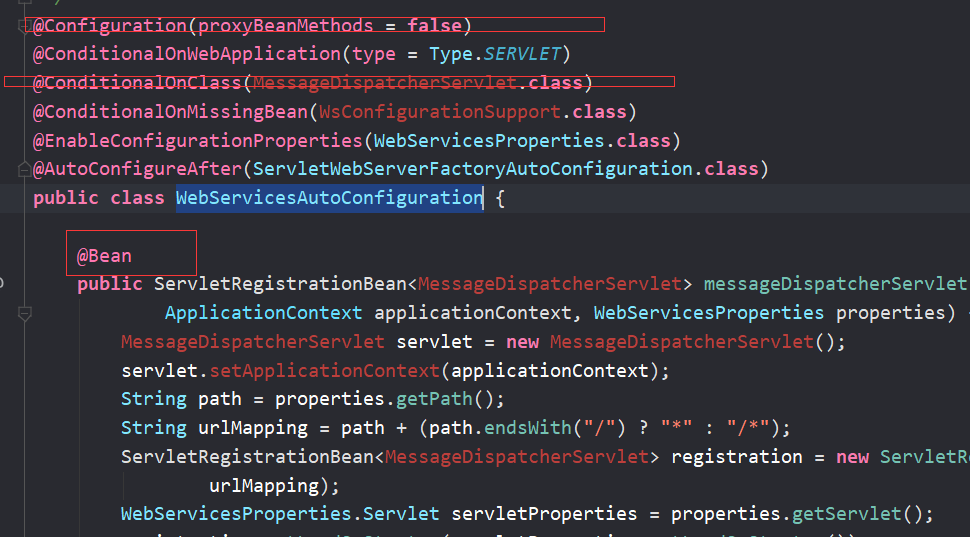 @Configuration(proxyBeanMethods = false)
@ConditionalOnWebApplication(type = Type.SERVLET)
@ConditionalOnClass(MessageDispatcherServlet.class)
@ConditionalOnMissingBean(WsConfigurationSupport.class)
@EnableConfigurationProperties(WebServicesProperties.class)
@AutoConfigureAfter(ServletWebServerFactoryAutoConfiguration.class)
public class WebServicesAutoConfiguration {
@Bean
public ServletRegistrationBean<MessageDispatcherServlet> messageDispatcherServlet
ApplicationContext applicationContext, WebServicesProperties properties) {
MessageDispatcherServlet servlet = new MessageDispatcherServlet();
servlet.setApplicationContext(applicationContext);
String path = properties.getPath();
String urlMapping = path + (path.endsWith("/") ? "*" : "/*");
ServletRegistrationBean<MessageDispatcherServlet> registration = new ServletRe
urlMapping);
WebServicesProperties.Servlet servletProperties = properties.getServlet();